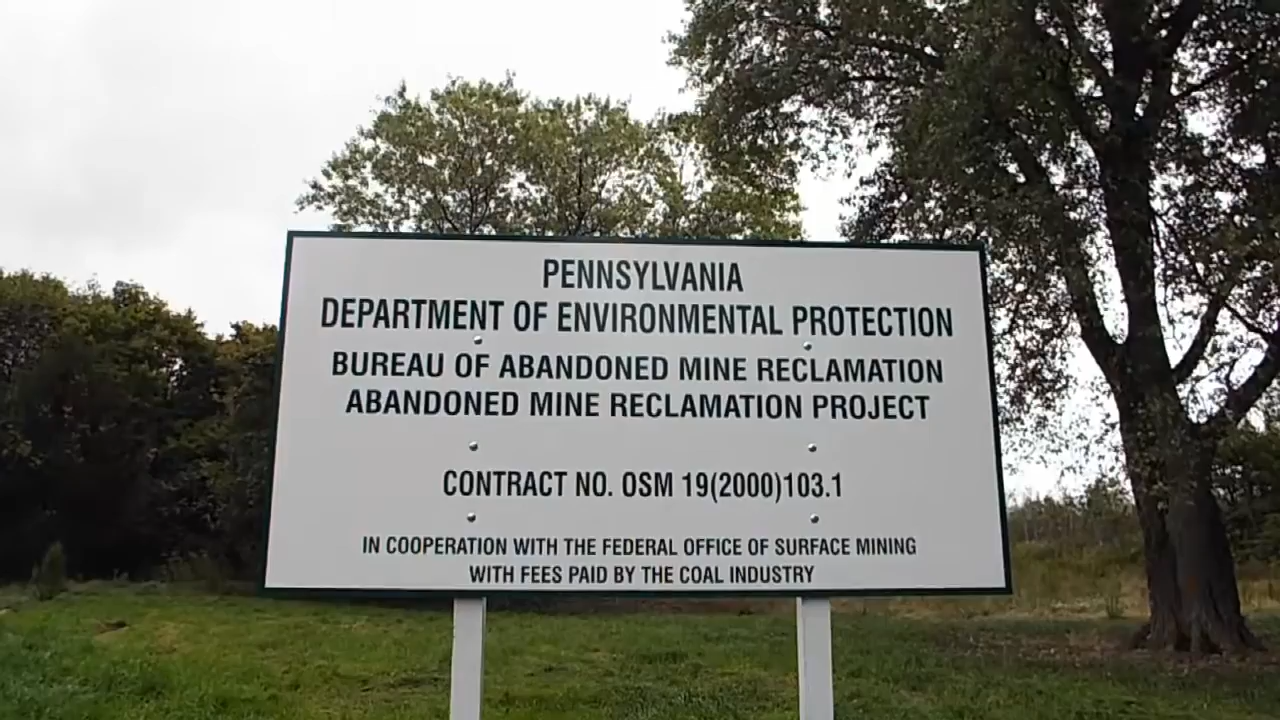 PENNSYLVANIA
DEPARTMENT OF ENVIRONMENTAL PROTECTION
BUREAU OF ABANDONED MINE RECLAMATION
ABANDONED MINE RECLAMATION PROJECT
CONTRACT NO. OSM 19(2000)103.1
IN COOPERATION WITH THE FEDERAL OFFICE OF SURFACE MINING
WITH FEES PAID BY THE COAL INDUSTRY